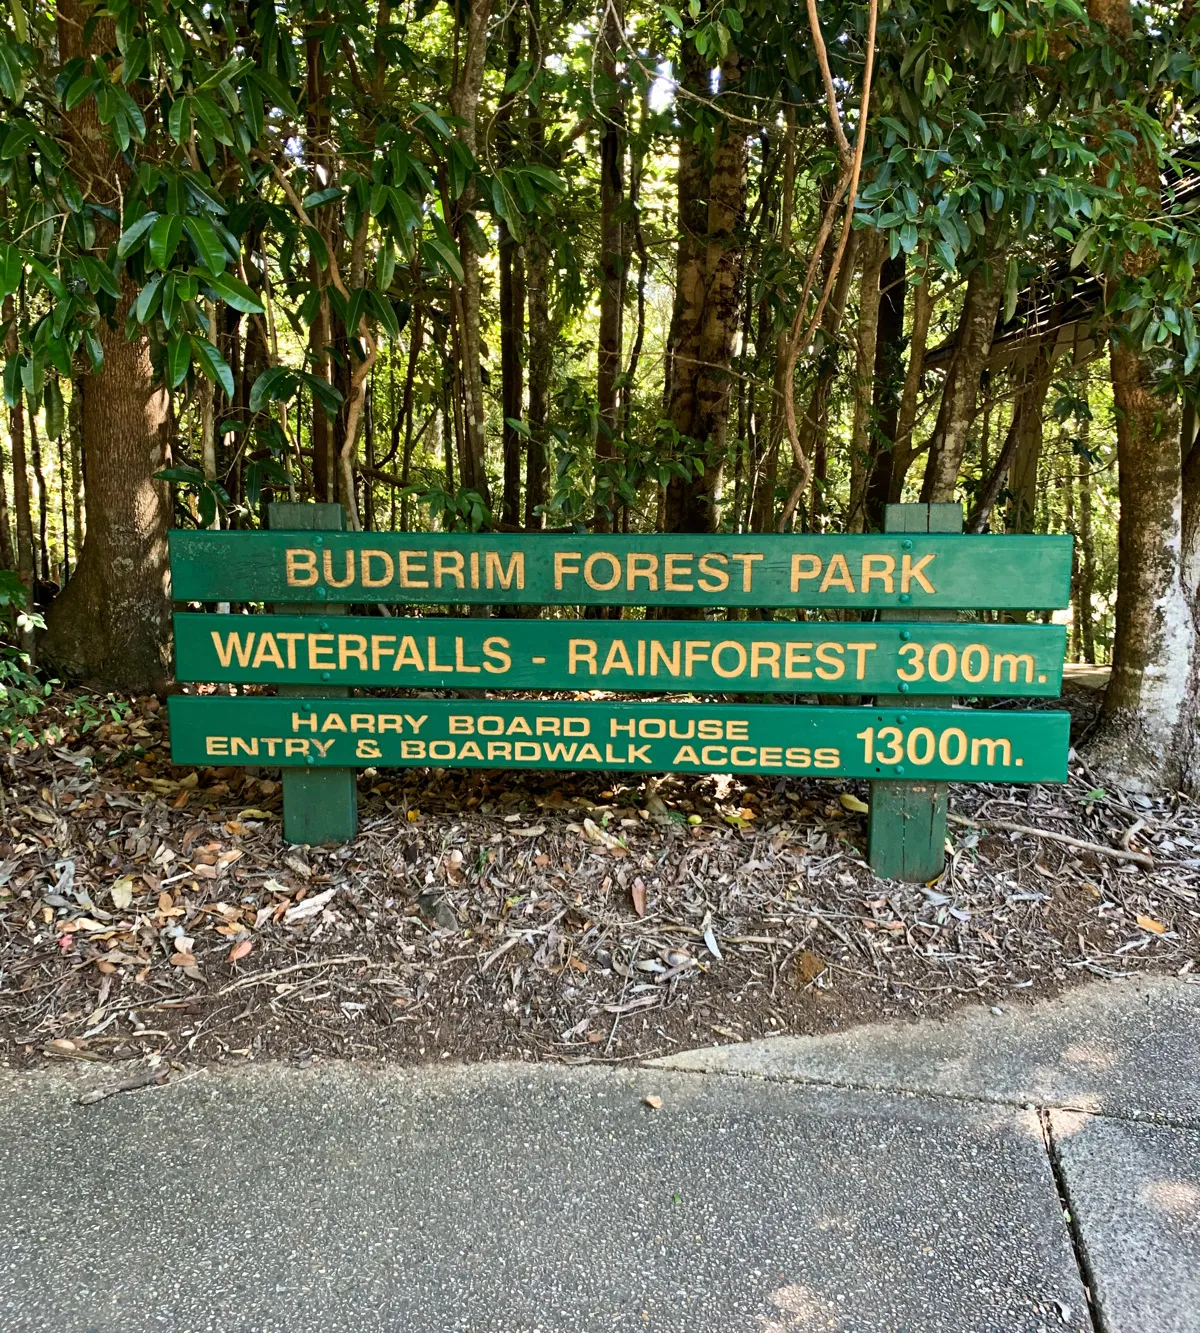 BUDERIM FOREST PARK
WATERFALLS - RAINFOREST 300m.
HARRY BOARD HOUSE
ENTRY & BOARDWALK ACCESS 1300m.